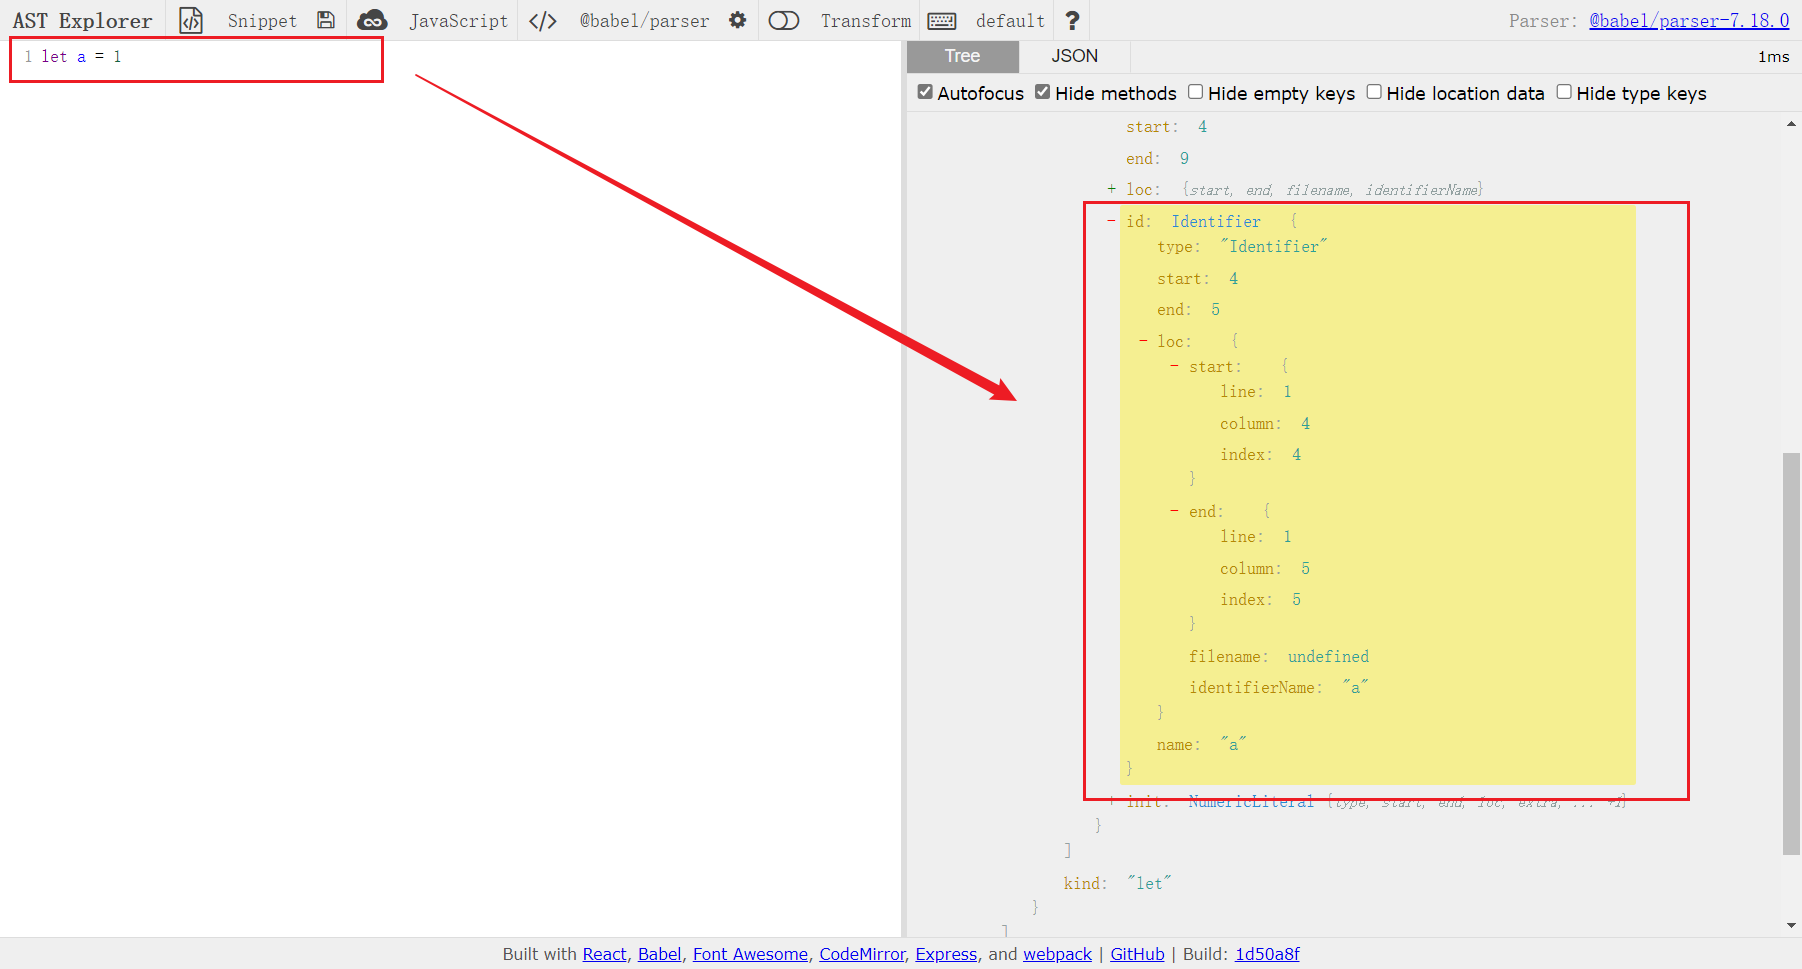 AST Explorer Snippet JavaScript </> @babel/parser Transform default ? Parser: @babel/parser-7.18.0
1 let a = 1
Tree JSON 1ms
Autofocus Hide methods Hide empty keys Hide location data Hide type keys
start: 4
end: 9
+ loc: {start, end, filename, identifierName}
- id: Identifier {
type: "Identifier"
start: 4
end: 5
- loc: {
- start: {
line: 1
column: 4
index: 4
}
- end: {
line: 1
column: 5
index: 5
}
filename: undefined
identifierName: "a"
}
name: "a"
}
+ init: NumericLiteral {type, start, end, loc, extra, ... +1}
}
]
kind: "let"
}
]
Built with React, Babel, Font Awesome, CodeMirror, Express, and webpack | GitHub | Build: 1d50a8f